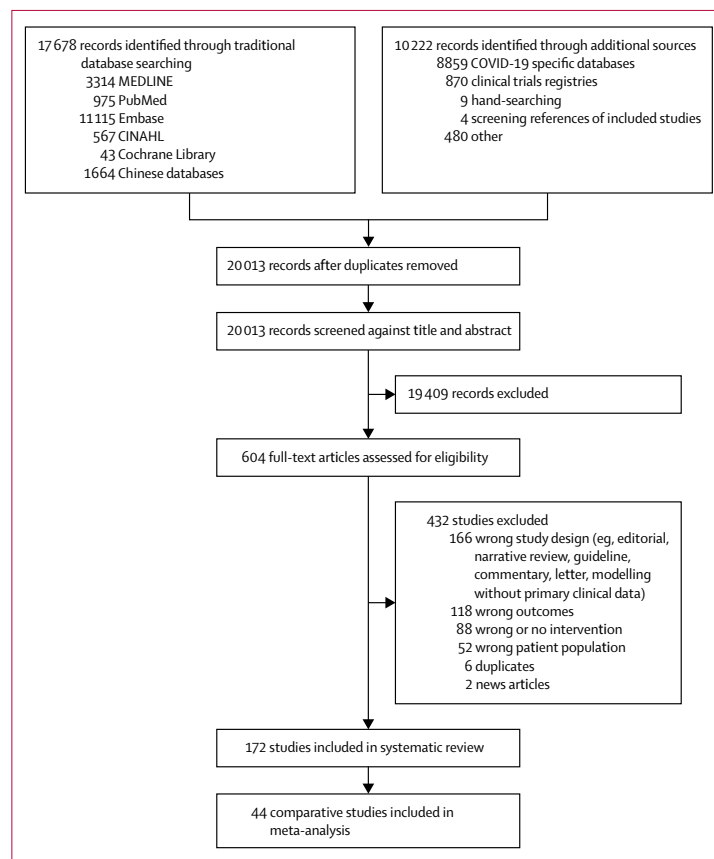 17 678 records identified through traditional
database searching
3314 MEDLINE
975 PubMed
11 115 Embase
567 CINAHL
43 Cochrane Library
1664 Chinese databases
10 222 records identified through additional sources
8859 COVID-19 specific databases
870 clinical trials registries
9 hand-searching
4 screening references of included studies
480 other
20 013 records after duplicates removed
20 013 records screened against title and abstract
19 409 records excluded
604 full-text articles assessed for eligibility
432 studies excluded
166 wrong study design (eg, editorial,
narrative review, guideline,
commentary, letter, modelling
without primary clinical data)
118 wrong outcomes
88 wrong or no intervention
52 wrong patient population
6 duplicates
2 news articles
172 studies included in systematic review
44 comparative studies included in
meta-analysis